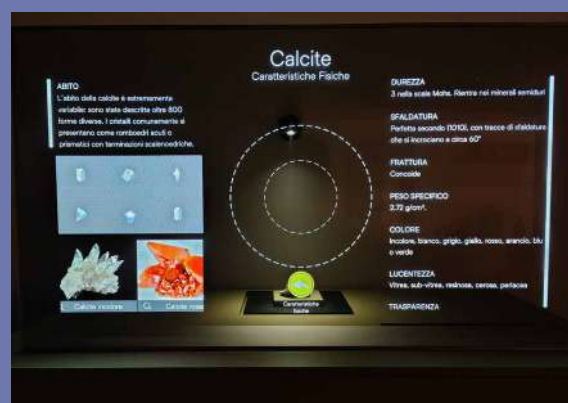 Calcite
Caratteristiche Fisiche
ABITO
L'abito della calcite è estremamente
variabile: sono state descritte oltre 800
forme diverse. I cristalli comunemente si
presentano come romboedri acuti o
prismatici con terminazioni scalenoedriche.
Calcite incolore
Calcite rossa
Caratteristiche
fisiche
DUREZZA
3 nella scala Mohs. Rientra nei minerali semiduri
SFALDATURA
Perfetta secondo {1010}, con tracce di sfaldatura
che si incrociano a circa 60°
FRATTURA
Concoide
PESO SPECIFICO
2.72 g/cm³.
COLORE
Incolore, bianco, grigio, giallo, rosso, arancio, blu
o verde
LUCENTEZZA
Vitrea, sub-vitrea, resinosa, cerosa, perlacea
TRASPARENZA